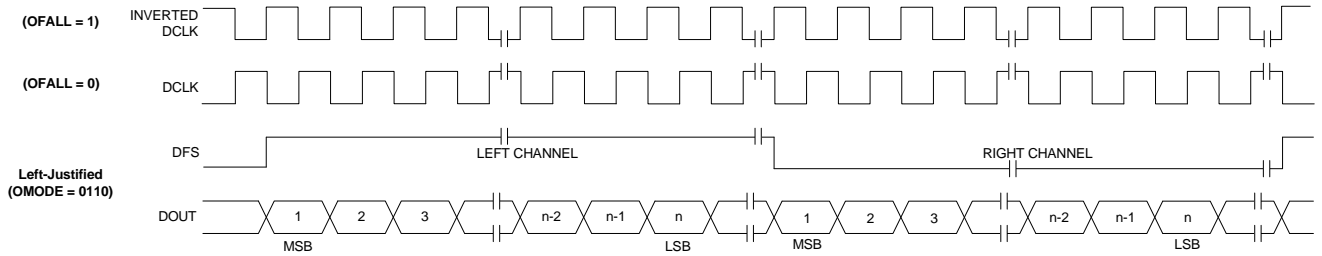 (OFALL = 1)
INVERTED
DCLK
(OFALL = 0)
DCLK
DFS
LEFT CHANNEL
RIGHT CHANNEL
Left-Justified
(OMODE = 0110)
DOUT
1 2 3 n-2 n-1 n 1 2 3 n-2 n-1 n
MSB LSB MSB LSB